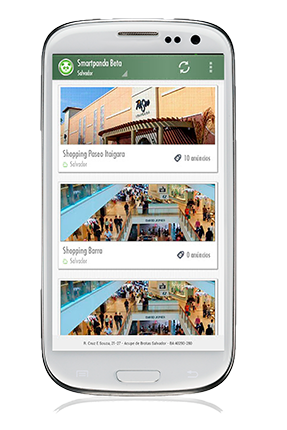 Smartpanda Beta
Salvador
Shopping Paseo Itaigara
Salvador
10 anúncios
Shopping Barra
Salvador
0 anúncios
R. Cruz E Souza, 21-27 - Acupe de Brotas Salvador - BA 40290-280